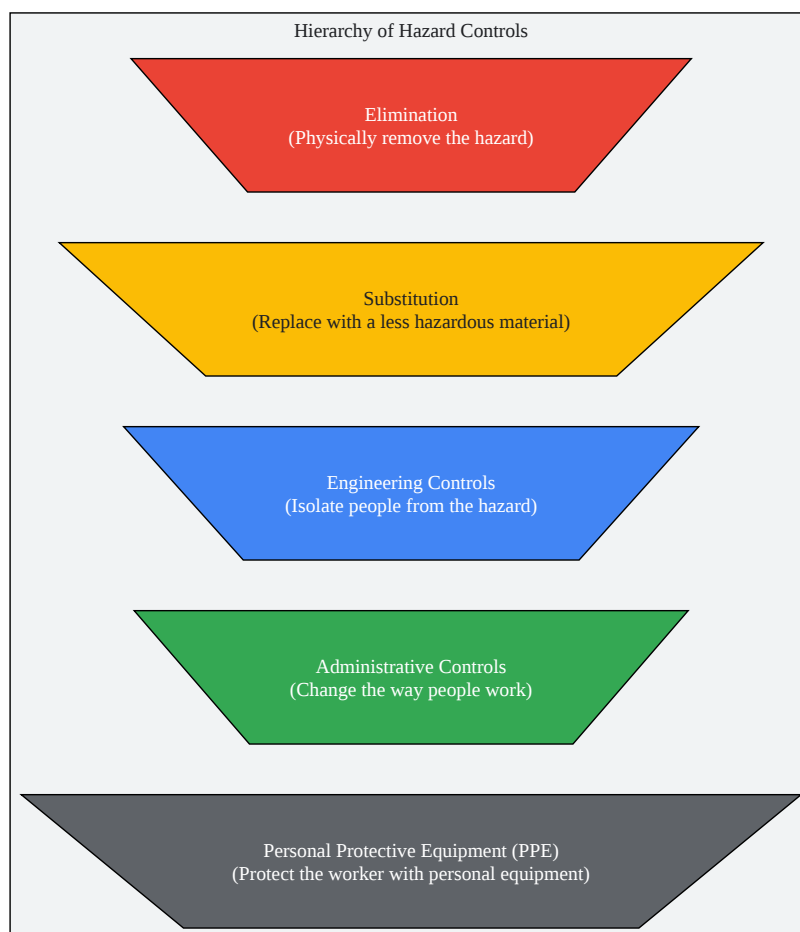 Hierarchy of Hazard Controls
Elimination
(Physically remove the hazard)
Substitution
(Replace with a less hazardous material)
Engineering Controls
(Isolate people from the hazard)
Administrative Controls
(Change the way people work)
Personal Protective Equipment (PPE)
(Protect the worker with personal equipment)